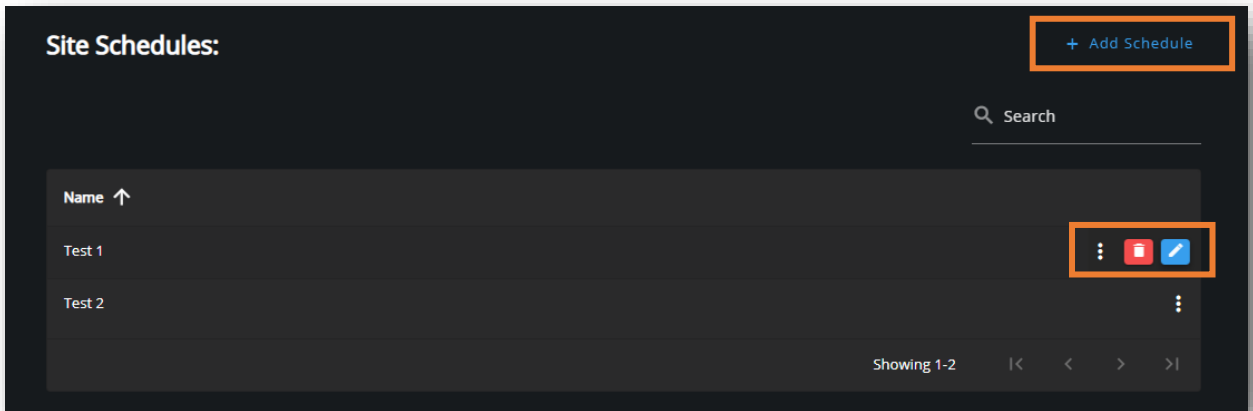 Site Schedules:
+ Add Schedule
Search
Name
Test 1
Test 2
Showing 1-2